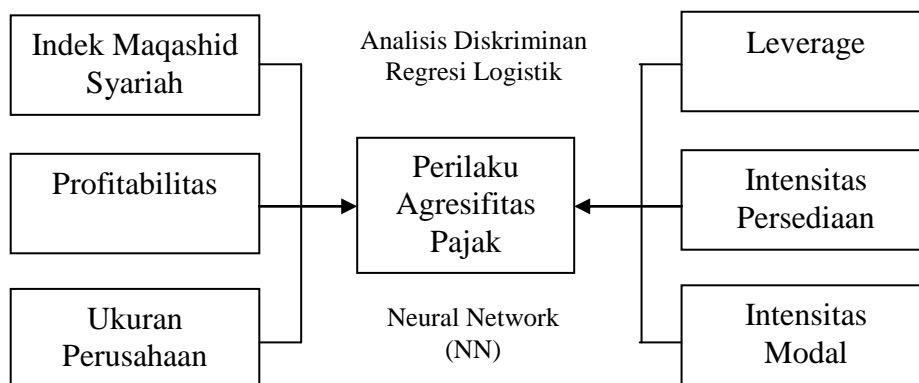 Indek Maqashid
Syariah
Profitabilitas
Ukuran
Perusahaan
Analisis Diskriminan
Regresi Logistik
Perilaku
Agresifitas
Pajak
Neural Network
(NN)
Leverage
Intensitas
Persediaan
Intensitas
Modal